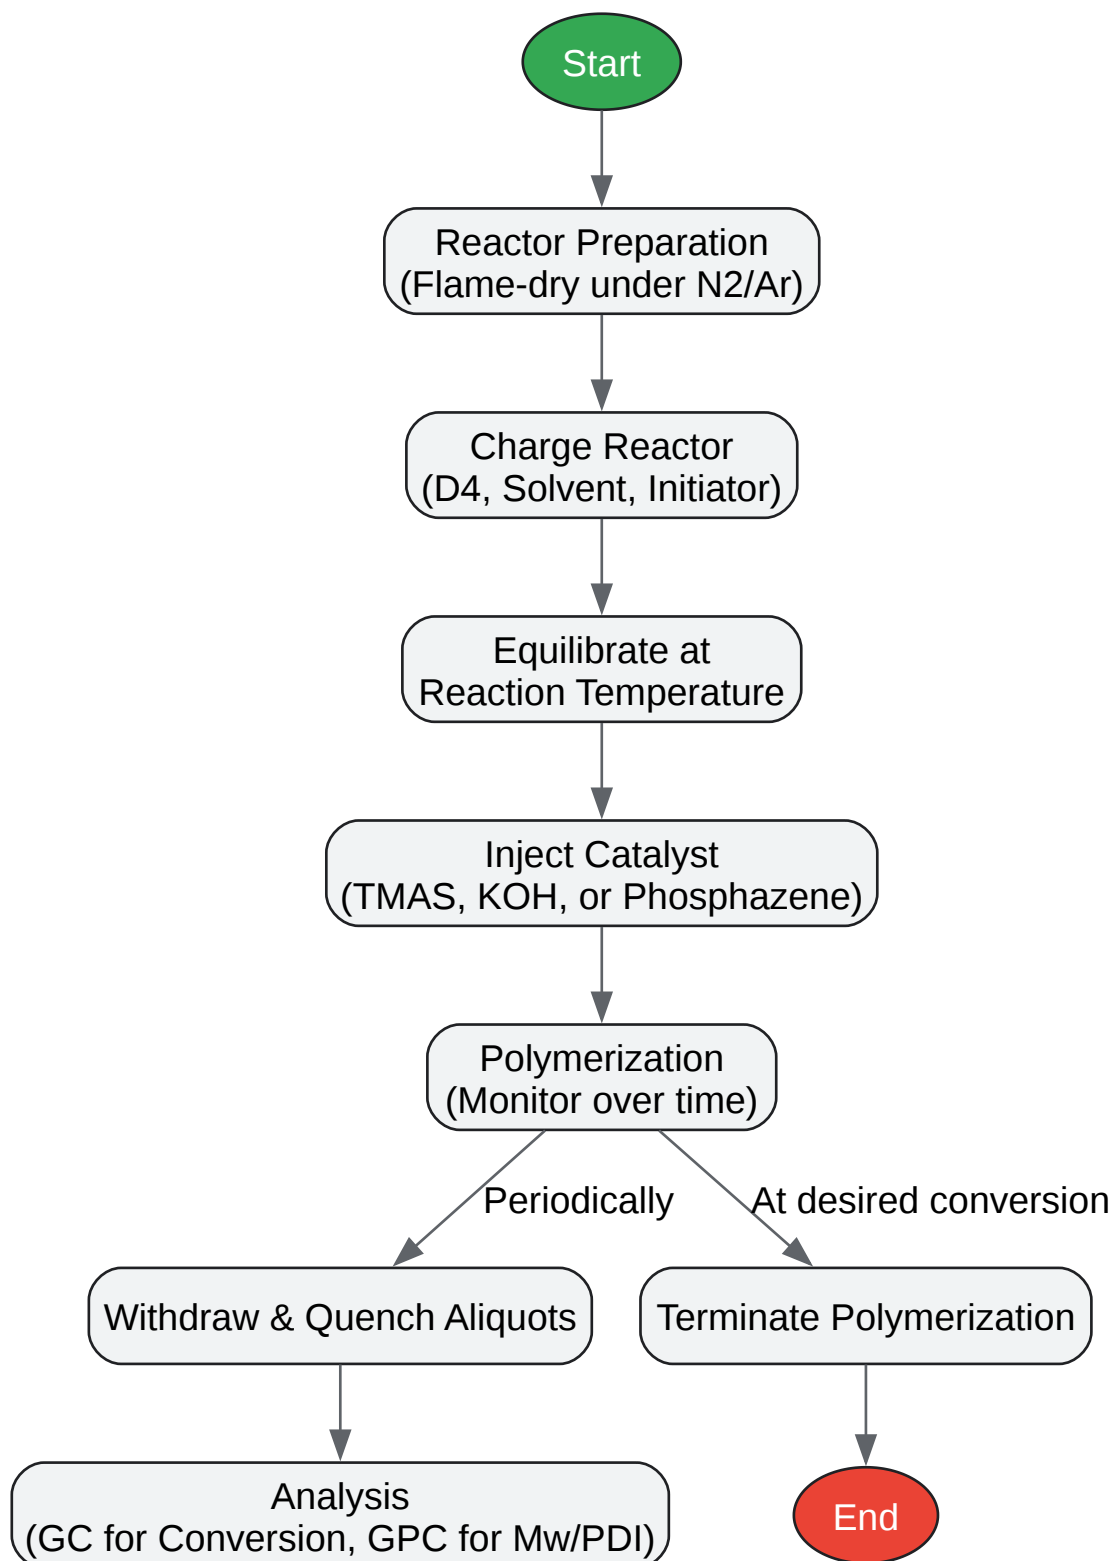 Start
Reactor Preparation
(Flame-dry under N2/Ar)
Charge Reactor
(D4, Solvent, Initiator)
Equilibrate at
Reaction Temperature
Inject Catalyst
(TMAS, KOH, or Phosphazene)
Polymerization
(Monitor over time)
Periodically
At desired conversion
Withdraw & Quench Aliquots
Terminate Polymerization
Analysis
(GC for Conversion, GPC for Mw/PDI)
End